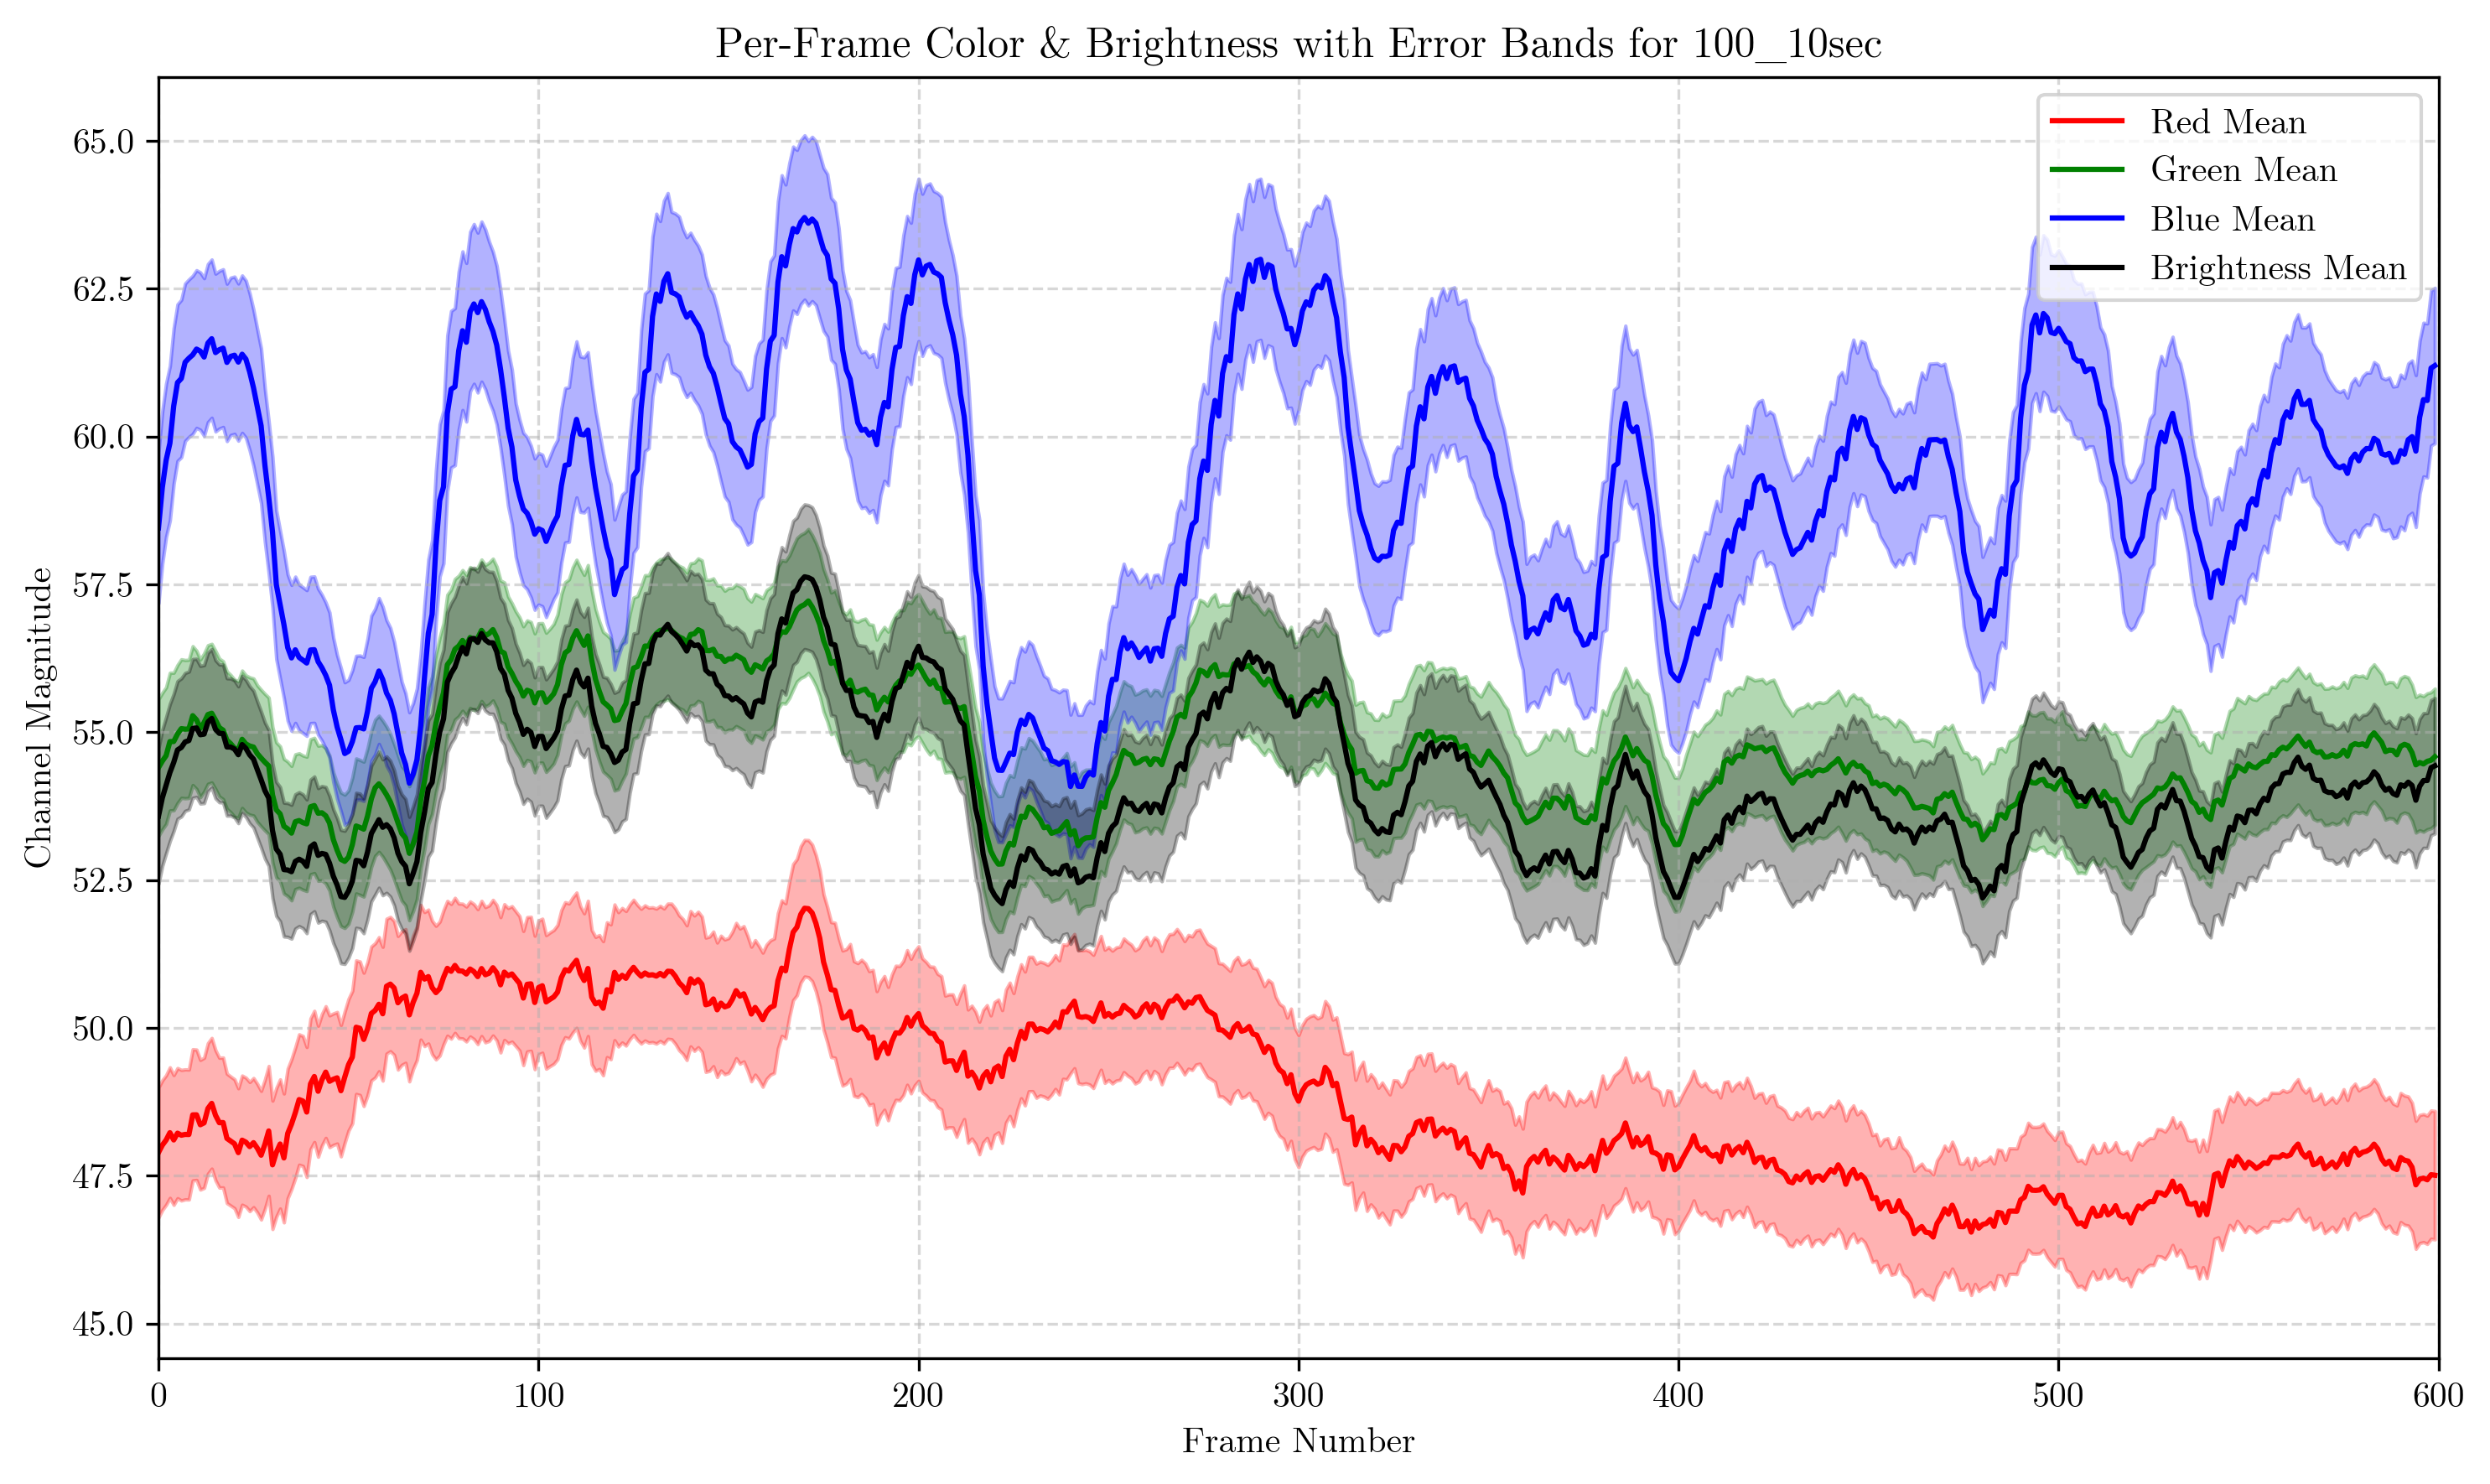 Per-Frame Color & Brightness with Error Bands for 100_10sec
Red Mean
Green Mean
Blue Mean
Brightness Mean
Channel Magnitude
65.0
62.5
60.0
57.5
55.0
52.5
50.0
47.5
45.0
0 100 200 300 400 500 600
Frame Number